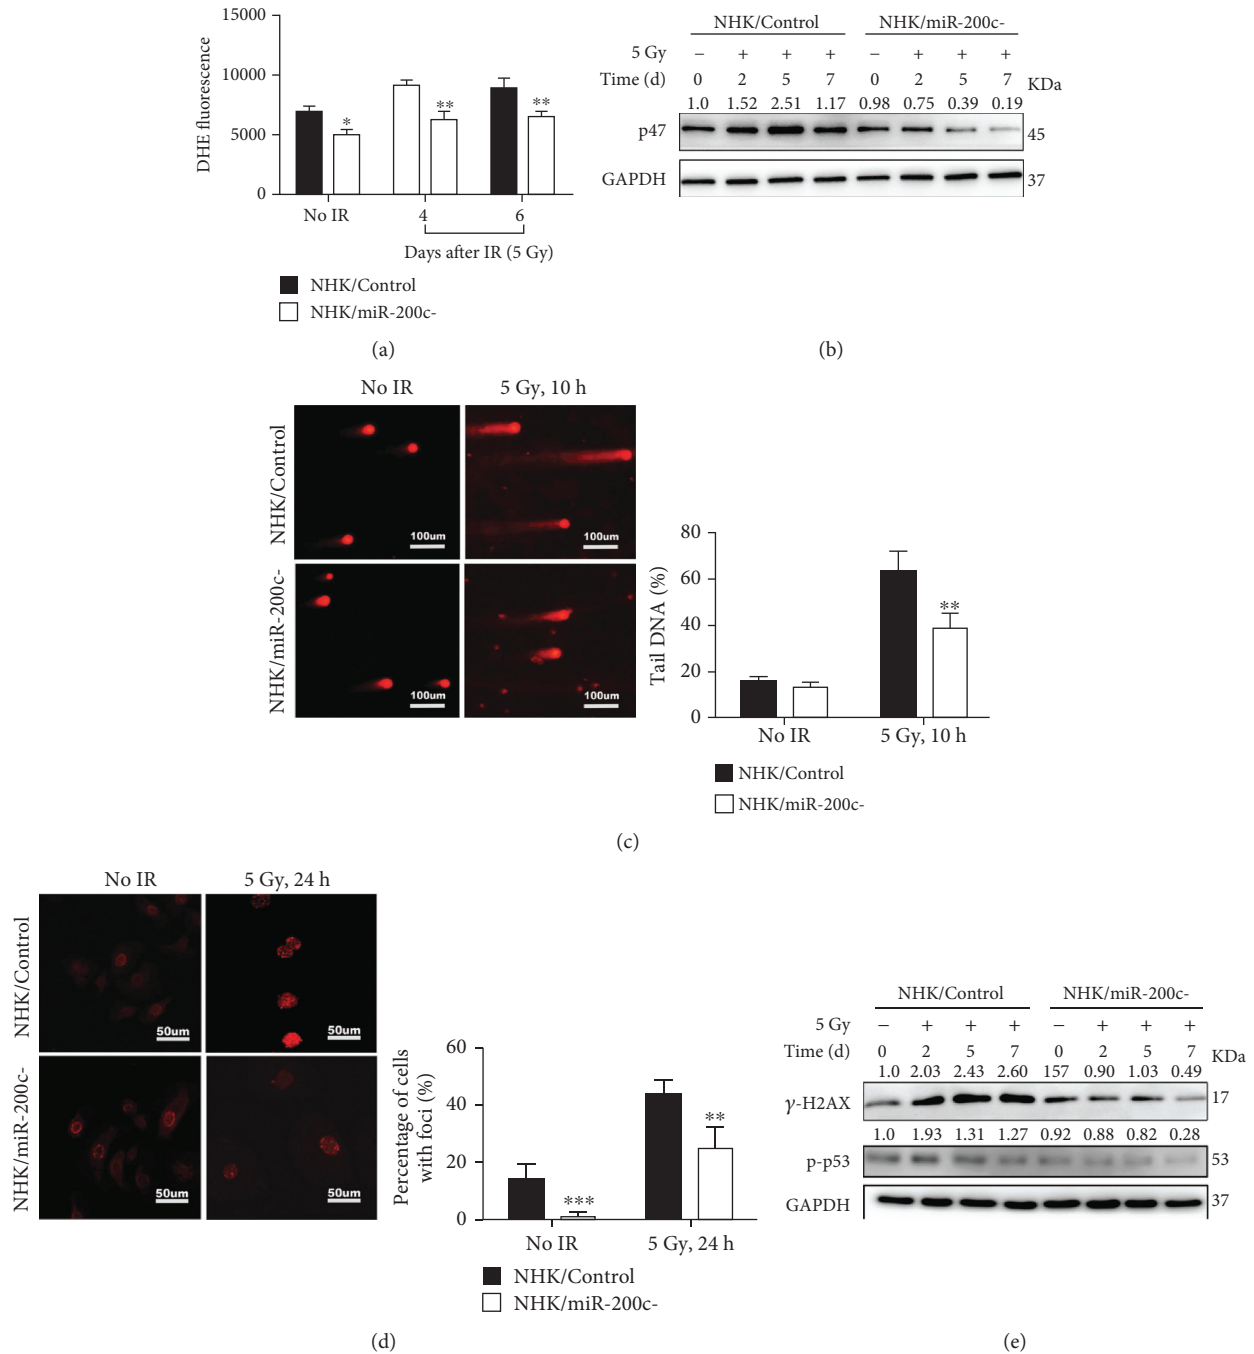 15000
10000
5000
0
DHE fluorescence
*
**
**
No IR
4
6
Days after IR (5 Gy)
NHK/Control
NHK/miR-200c-
(a)
NHK/Control NHK/miR-200c-
5 Gy − + + + − + + +
Time (d) 0 2 5 7 0 2 5 7 KDa
1.0 1.52 2.51 1.17 0.98 0.75 0.39 0.19
p47 45
GAPDH 37
(b)
No IR 5 Gy, 10 h
NHK/Control
100um 100um
NHK/miR-200c-
100um 100um
80
60
40
20
0
Tail DNA (%)
**
No IR 5 Gy, 10 h
NHK/Control
NHK/miR-200c-
(c)
No IR 5 Gy, 24 h
NHK/Control
50um 50um
NHK/miR-200c-
50um 50um
60
40
20
0
Percentage of cells
with foci (%)
***
**
No IR 5 Gy, 24 h
NHK/Control
NHK/miR-200c-
(d)
NHK/Control NHK/miR-200c-
5 Gy − + + + − + + +
Time (d) 0 2 5 7 0 2 5 7 KDa
1.0 2.03 2.43 2.60 157 0.90 1.03 0.49
γ-H2AX 17
1.0 1.93 1.31 1.27 0.92 0.88 0.82 0.28
p-p53 53
GAPDH 37
(e)